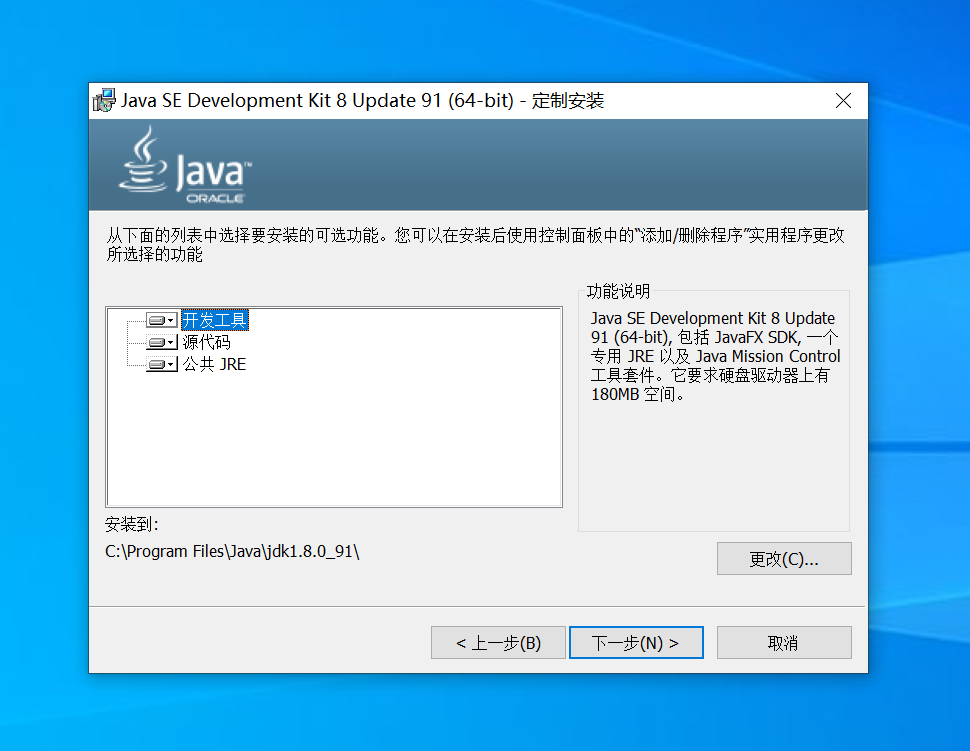 Java SE Development Kit 8 Update 91 (64-bit) - 定制安装
Java™
ORACLE
从下面的列表中选择要安装的可选功能。您可以在安装后使用控制面板中的“添加/删除程序”实用程序更改
所选择的功能
开发工具
源代码
公共 JRE
功能说明
Java SE Development Kit 8 Update
91 (64-bit), 包括 JavaFX SDK, 一个
专用 JRE 以及 Java Mission Control
工具套件。它要求硬盘驱动器上有
180MB 空间。
安装到:
C:\Program Files\Java\jdk1.8.0_91\
更改(C)...
< 上一步(B)
下一步(N) >
取消